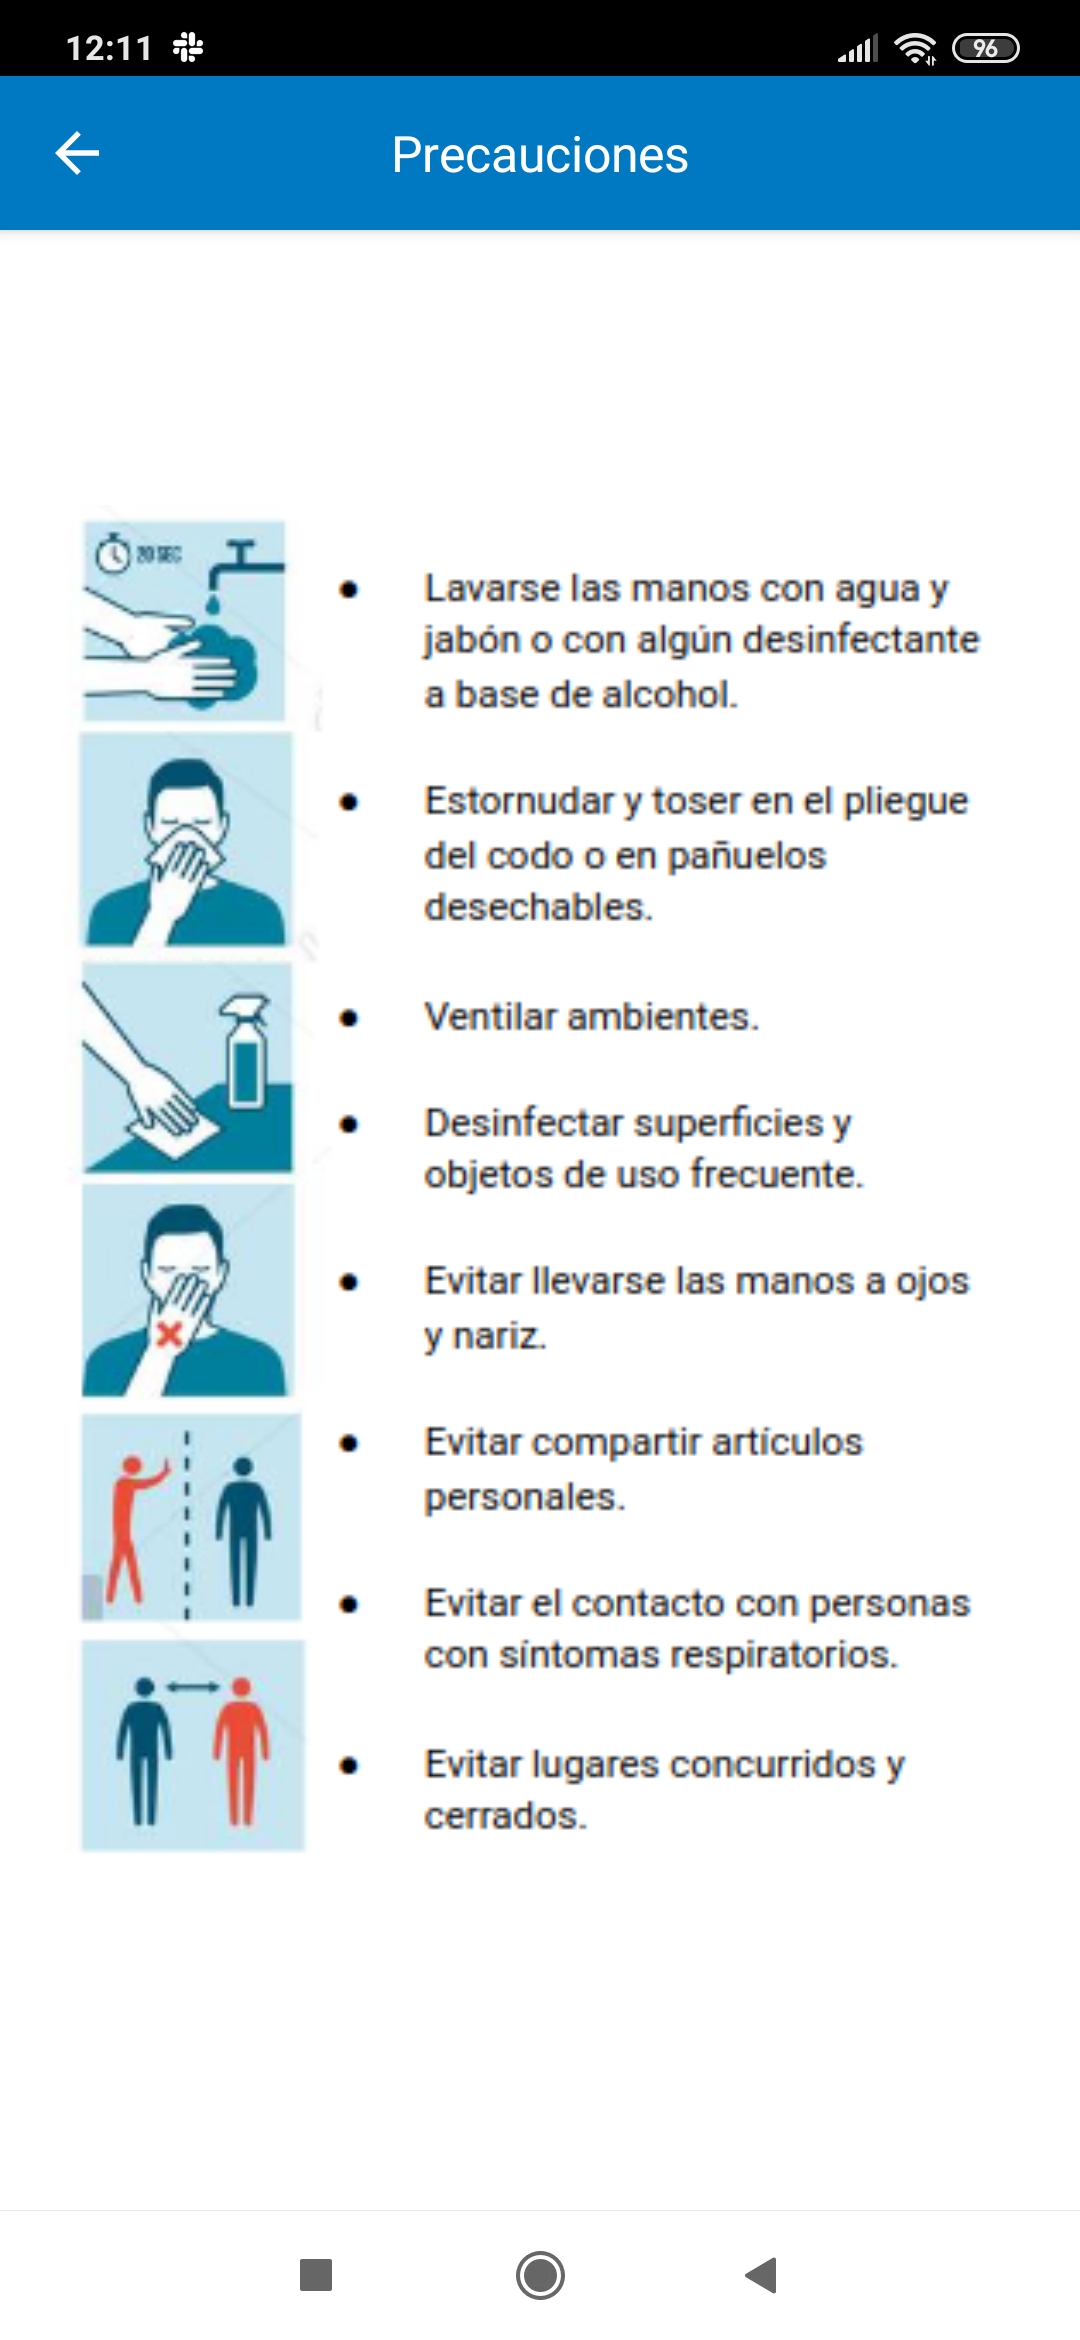 12:11
96
Precauciones
20 SEC
Lavarse las manos con agua y
jabón o con algún desinfectante
a base de alcohol.
Estornudar y toser en el pliegue
del codo o en pañuelos
desechables.
Ventilar ambientes.
Desinfectar superficies y
objetos de uso frecuente.
Evitar llevarse las manos a ojos
y nariz.
Evitar compartir artículos
personales.
Evitar el contacto con personas
con síntomas respiratorios.
Evitar lugares concurridos y
cerrados.